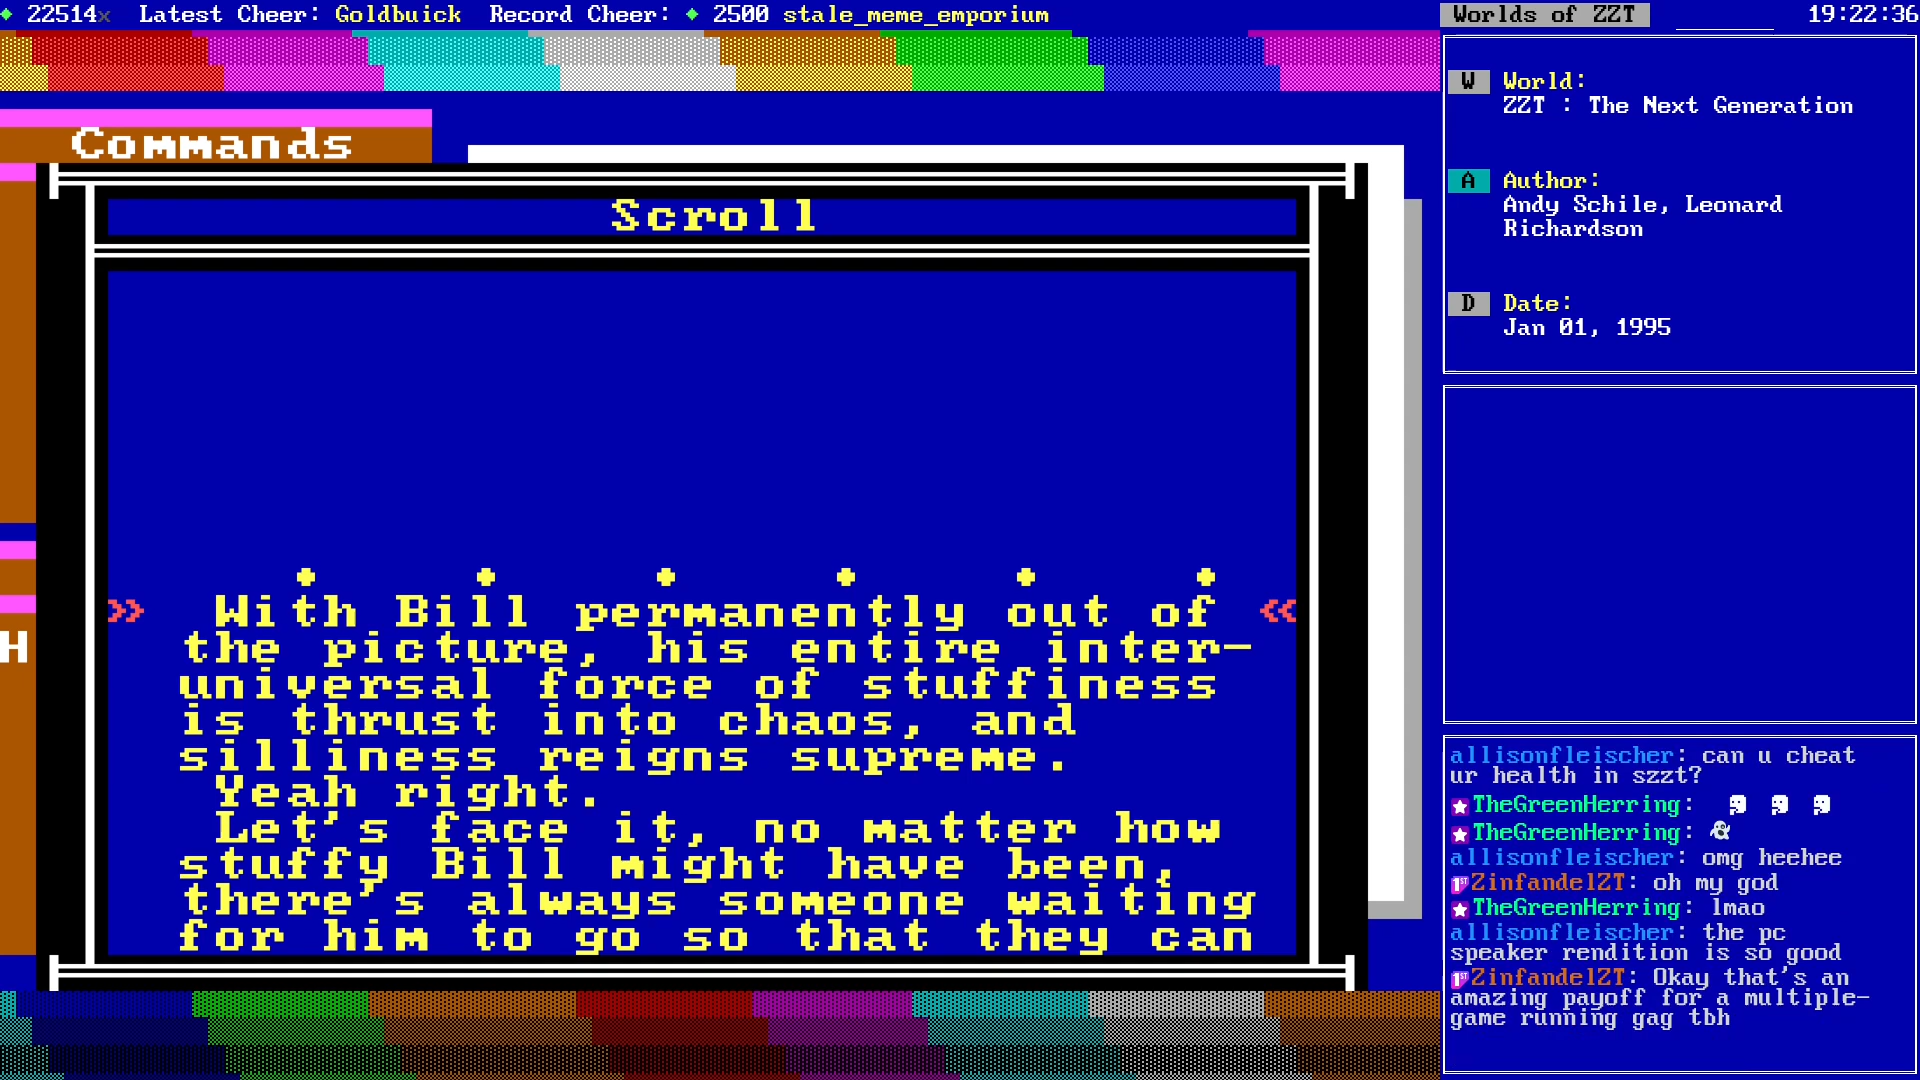 22514x Latest Cheer: Goldbuick Record Cheer: 2500 stale_meme_emporium
Worlds of ZZT 19:22:36
W World:
ZZT : The Next Generation
A Author:
Andy Schile, Leonard
Richardson
D Date:
Jan 01, 1995
Commands
H
Scroll
With Bill permanently out of
the picture, his entire inter-
universal force of stuffiness
is thrust into chaos, and
silliness reigns supreme.
Yeah right.
Let's face it, no matter how
stuffy Bill might have been,
there's always someone waiting
for him to go so that they can
allisonfleischer: can u cheat
ur health in szzt?
TheGreenHerring:
TheGreenHerring:
allisonfleischer: omg heehee
1ST ZinfandelZT: oh my god
TheGreenHerring: lmao
allisonfleischer: the pc
speaker rendition is so good
1ST ZinfandelZT: Okay that's an
amazing payoff for a multiple-
game running gag tbh